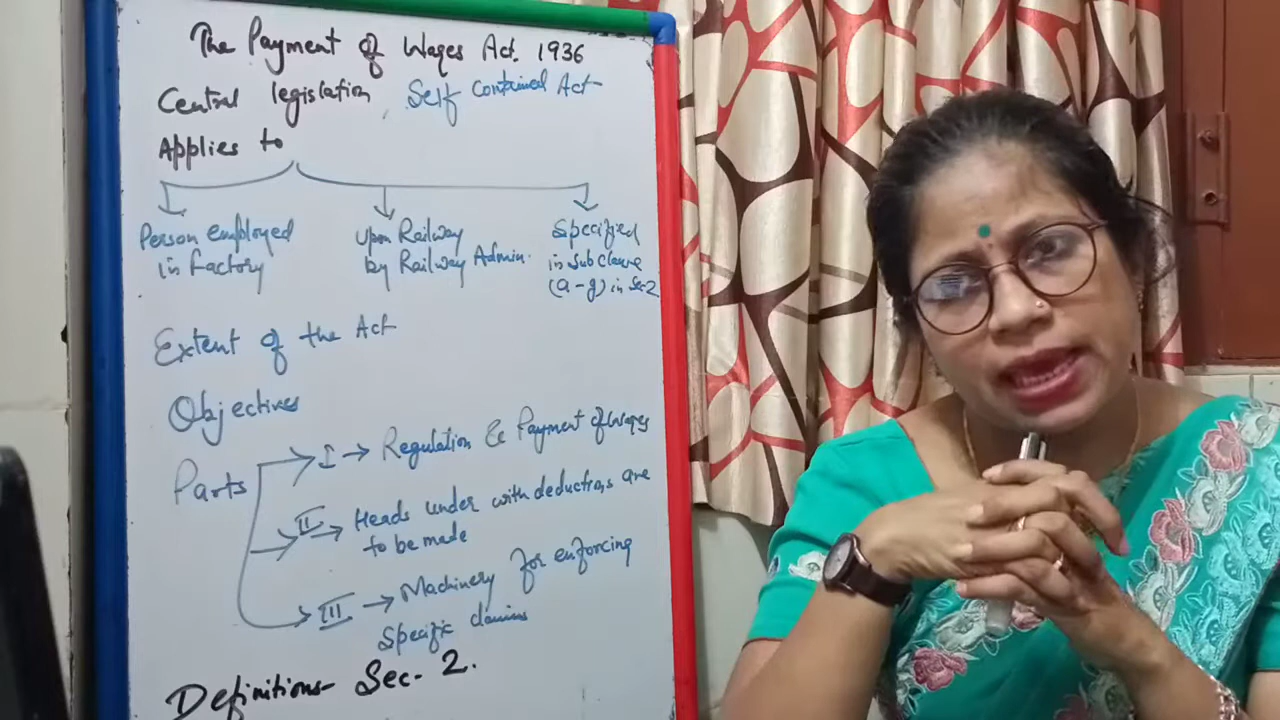 The Payment of Wages Act. 1936
Central legislation, Self Contained Act
Applies to
Person employed
in Factory
upon Railway
by Railway Admin.
Specified
in Sub clause
(a-g) in Sec-2
Extent of the Act
Objectives
Parts
I → Regulation & Payment of Wages
II → Heads under with deductions are
to be made
III → Machinery for enforcing
Specific claims
Definitions- Sec- 2.